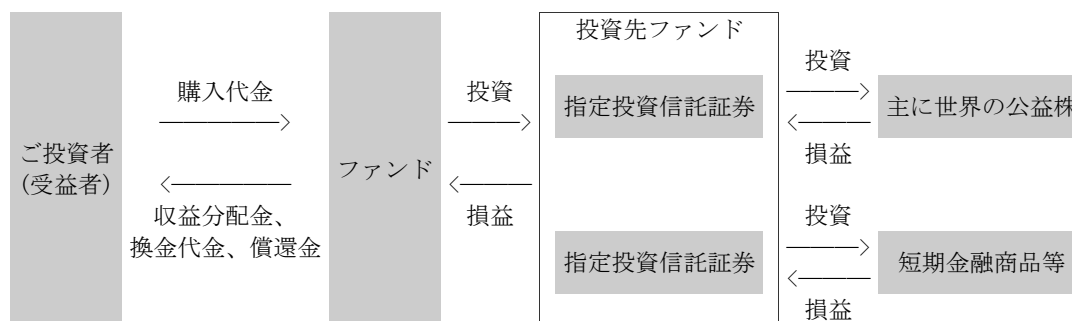 ご投資者
(受益者)
購入代金
収益分配金、
換金代金、償還金
ファンド
投資
損益
投資先ファンド
指定投資信託証券
投資
損益
主に世界の公益株
指定投資信託証券
投資
損益
短期金融商品等